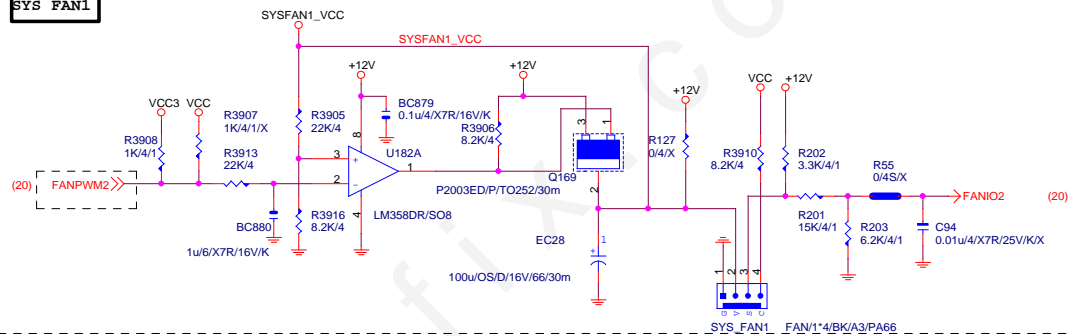 SYS FAN1
SYSFAN1_VCC
SYSFAN1_VCC
+12V
+12V
+12V
VCC3
VCC
R3907
1K/4/1/X
R3905
22K/4
BC879
0.1u/4/X7R/16V/K
R3906
8.2K/4
3
1
VCC
+12V
R3908
1K/4/1
R3913
22K/4
8
U182A
R127
0/4/X
R3910
8.2K/4
R202
3.3K/4/1
R55
0/4S/X
3
+
1
2
-
Q169
P2003ED/P/TO252/30m
2
(20)
FANPWM2
FANIO2
(20)
4
LM358DR/SO8
R3916
8.2K/4
BC880
1u/6/X7R/16V/K
R201
15K/4/1
R203
6.2K/4/1
C94
0.01u/4/X7R/25V/K/X
EC28
+
1
100u/OS/D/16V/66/30m
1
2
3
4
G
V
S
C
SYS_FAN1
FAN/1*4/BK/A3/PA66
f i x . c o